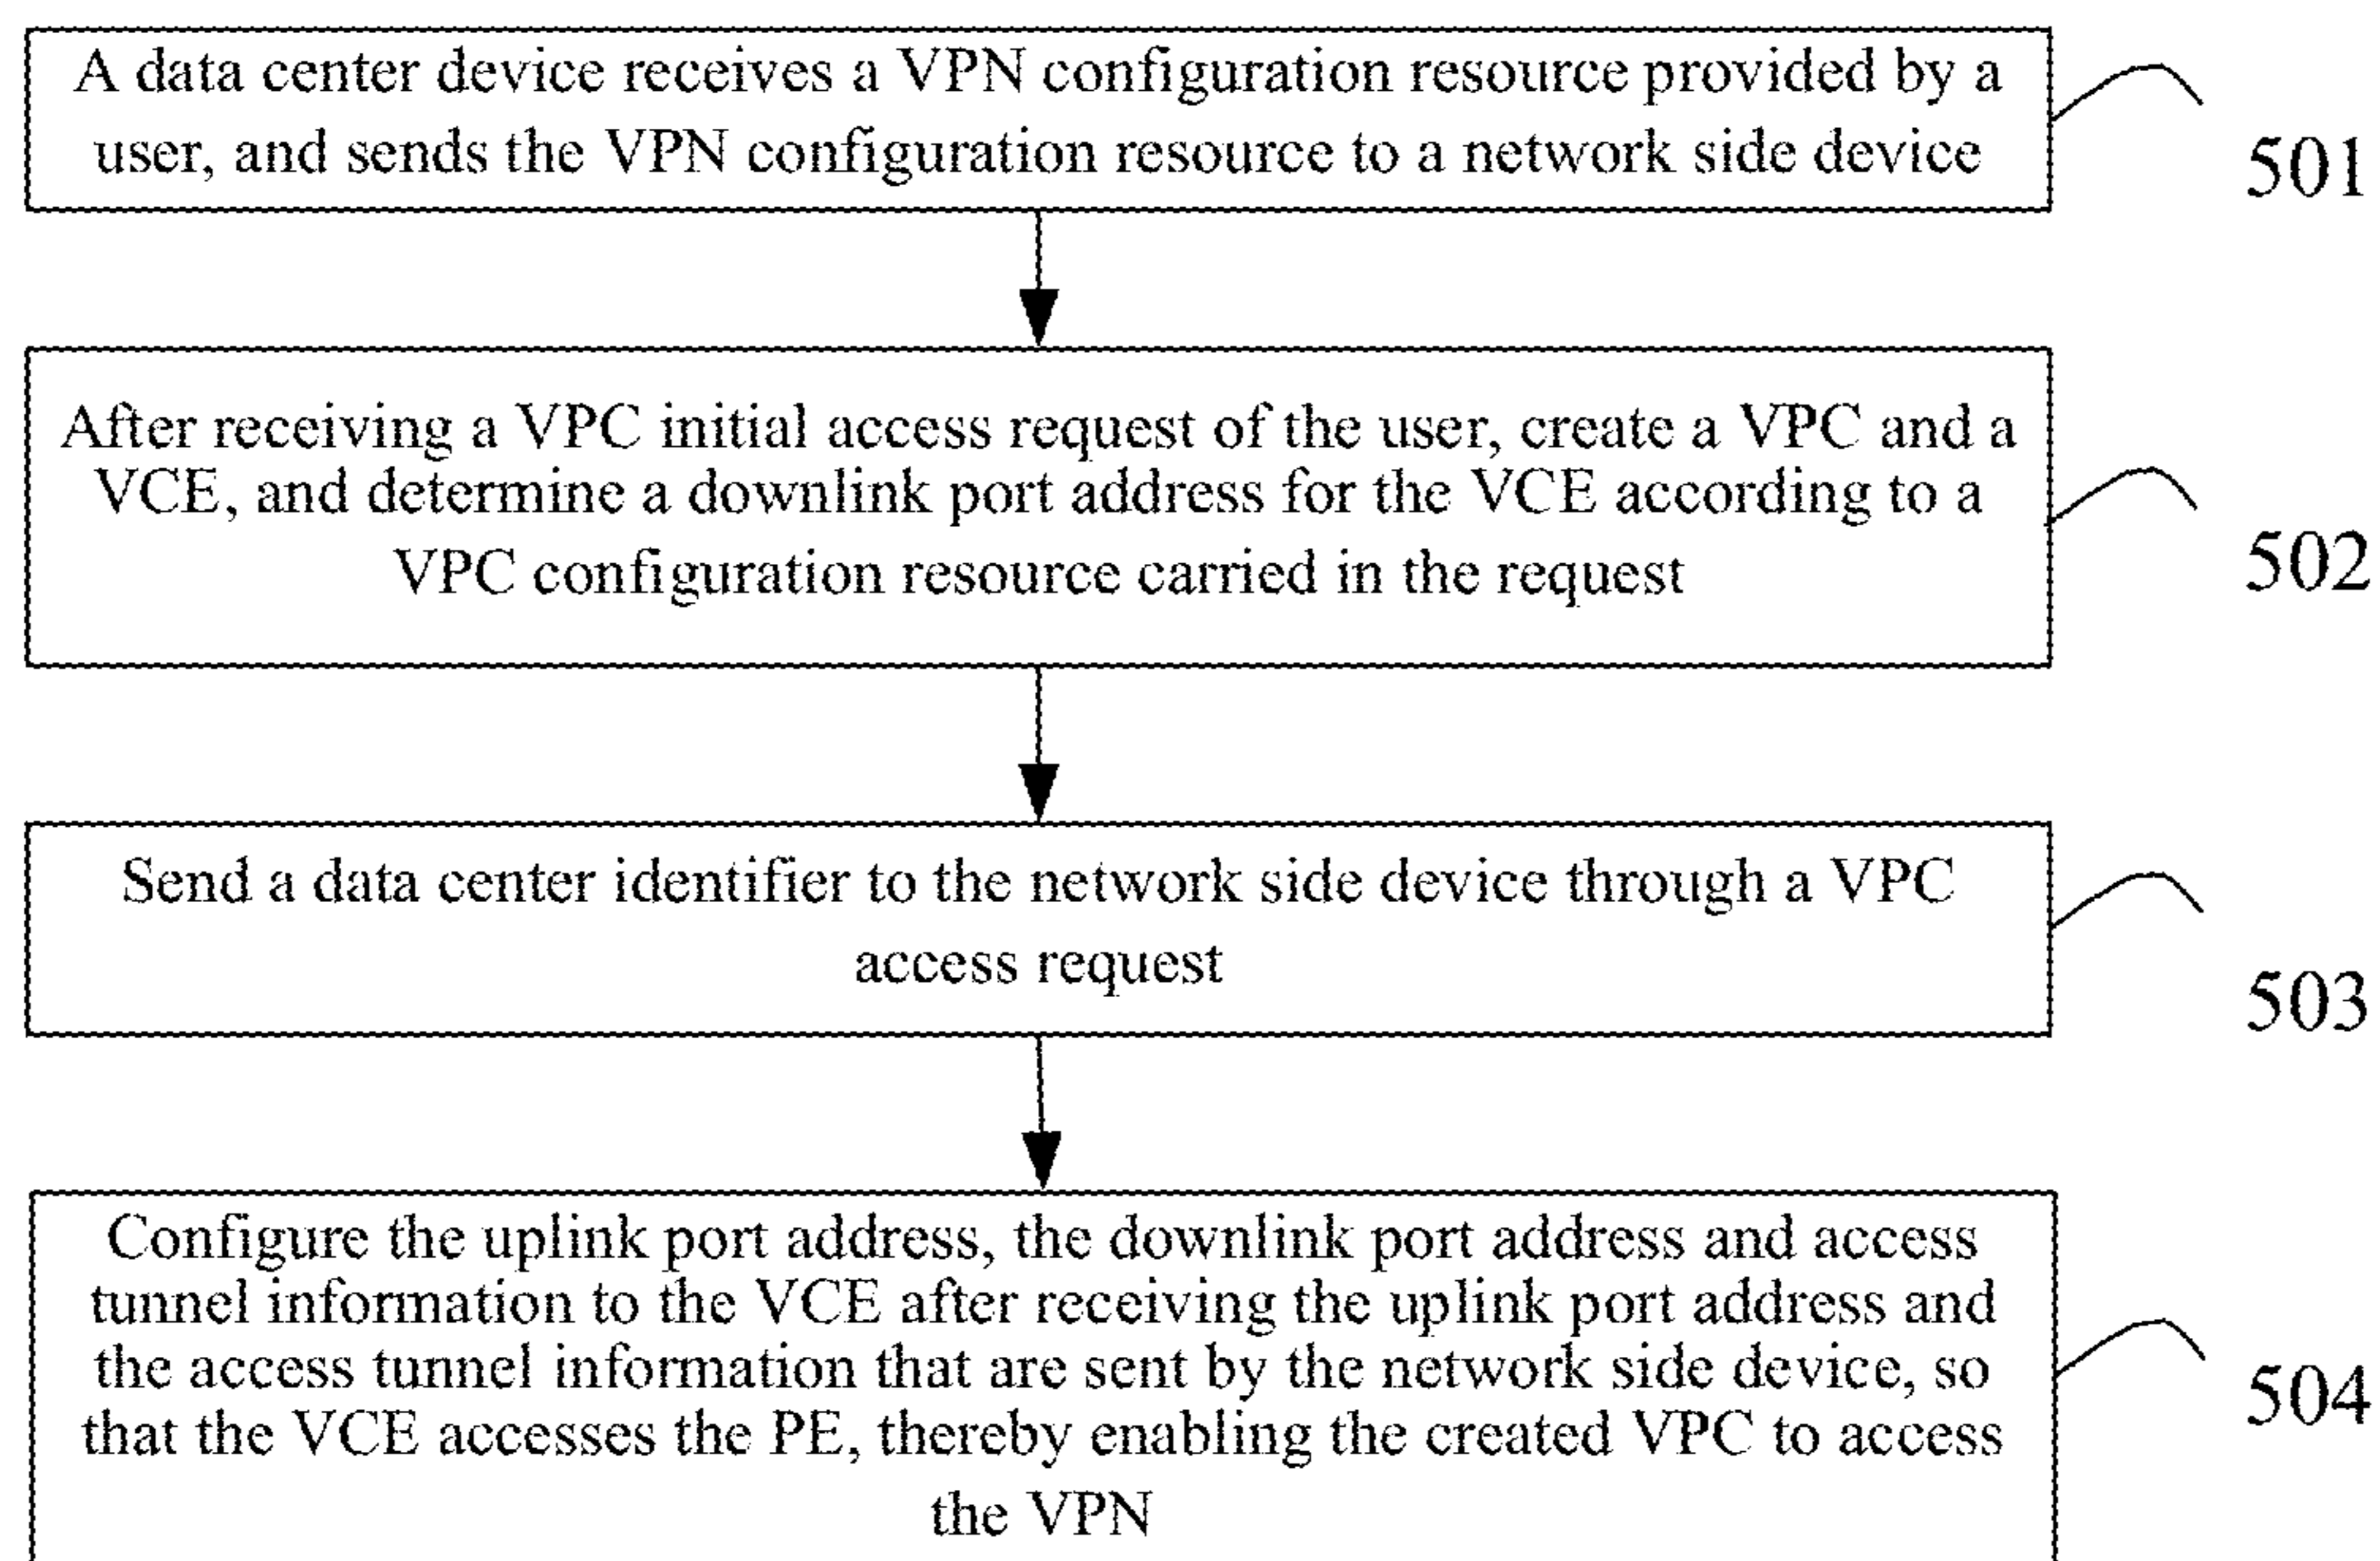 A data center device receives a VPN configuration resource provided by a
user, and sends the VPN configuration resource to a network side device
501
After receiving a VPC initial access request of the user, create a VPC and a
VCE, and determine a downlink port address for the VCE according to a
VPC configuration resource carried in the request
502
Send a data center identifier to the network side device through a VPC
access request
503
Configure the uplink port address, the downlink port address and access
tunnel information to the VCE after receiving the uplink port address and
the access tunnel information that are sent by the network side device, so
that the VCE accesses the PE, thereby enabling the created VPC to access
the VPN
504